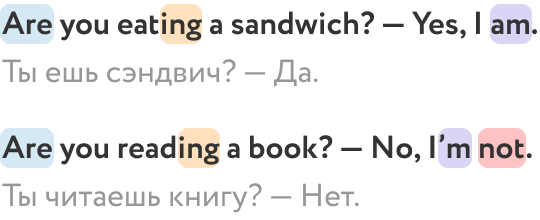 Are you eating a sandwich? — Yes, I am.
Ты ешь сэндвич? — Да.
Are you reading a book? — No, I’m not.
Ты читаешь книгу? — Нет.